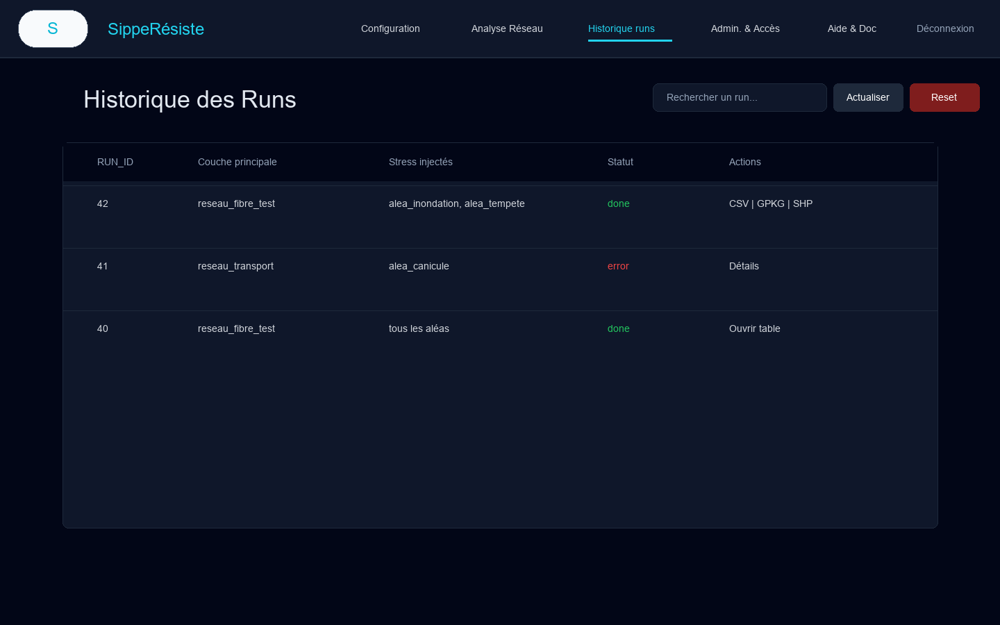 S
SippeRésiste
Configuration
Analyse Réseau
Historique runs
Admin. & Accès
Aide & Doc
Déconnexion
Historique des Runs
Rechercher un run...
Actualiser
Reset
RUN_ID Couche principale Stress injectés Statut Actions
42 reseau_fibre_test alea_inondation, alea_tempete done CSV | GPKG | SHP
41 reseau_transport alea_canicule error Détails
40 reseau_fibre_test tous les aléas done Ouvrir table